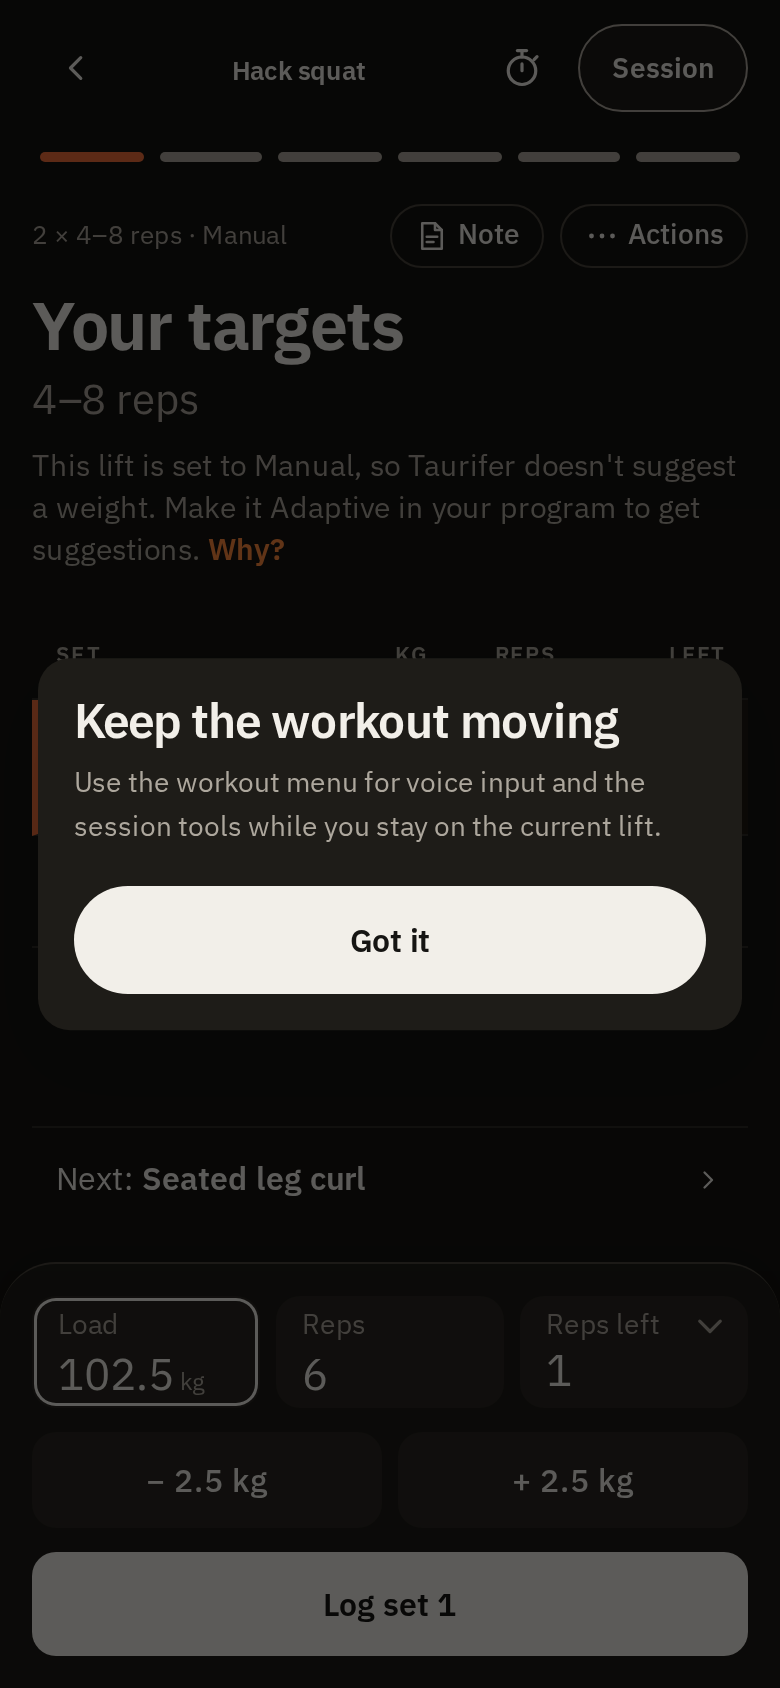 Hack squat
Session
2 × 4–8 reps · Manual
Note
Actions
Your targets
4–8 reps
This lift is set to Manual, so Taurifer doesn't suggest
a weight. Make it Adaptive in your program to get
suggestions. Why?
SET KG REPS LEFT
Keep the workout moving
Use the workout menu for voice input and the
session tools while you stay on the current lift.
Got it
Next: Seated leg curl
Load
102.5 kg
Reps
6
Reps left
1
– 2.5 kg
+ 2.5 kg
Log set 1